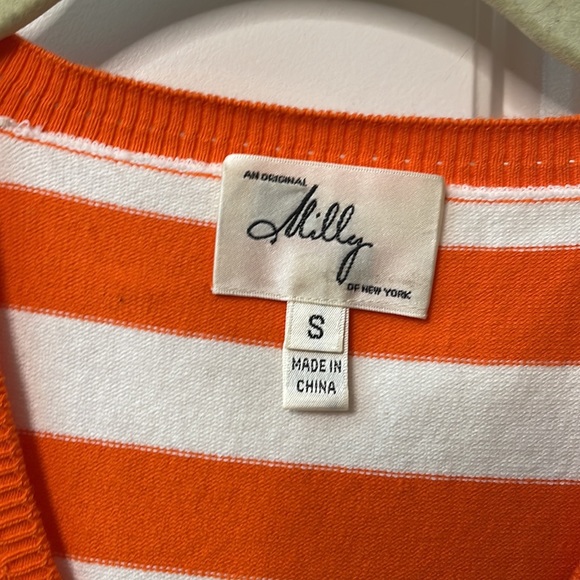 AN ORIGINAL
Milly
OF NEW YORK
S
MADE IN
CHINA